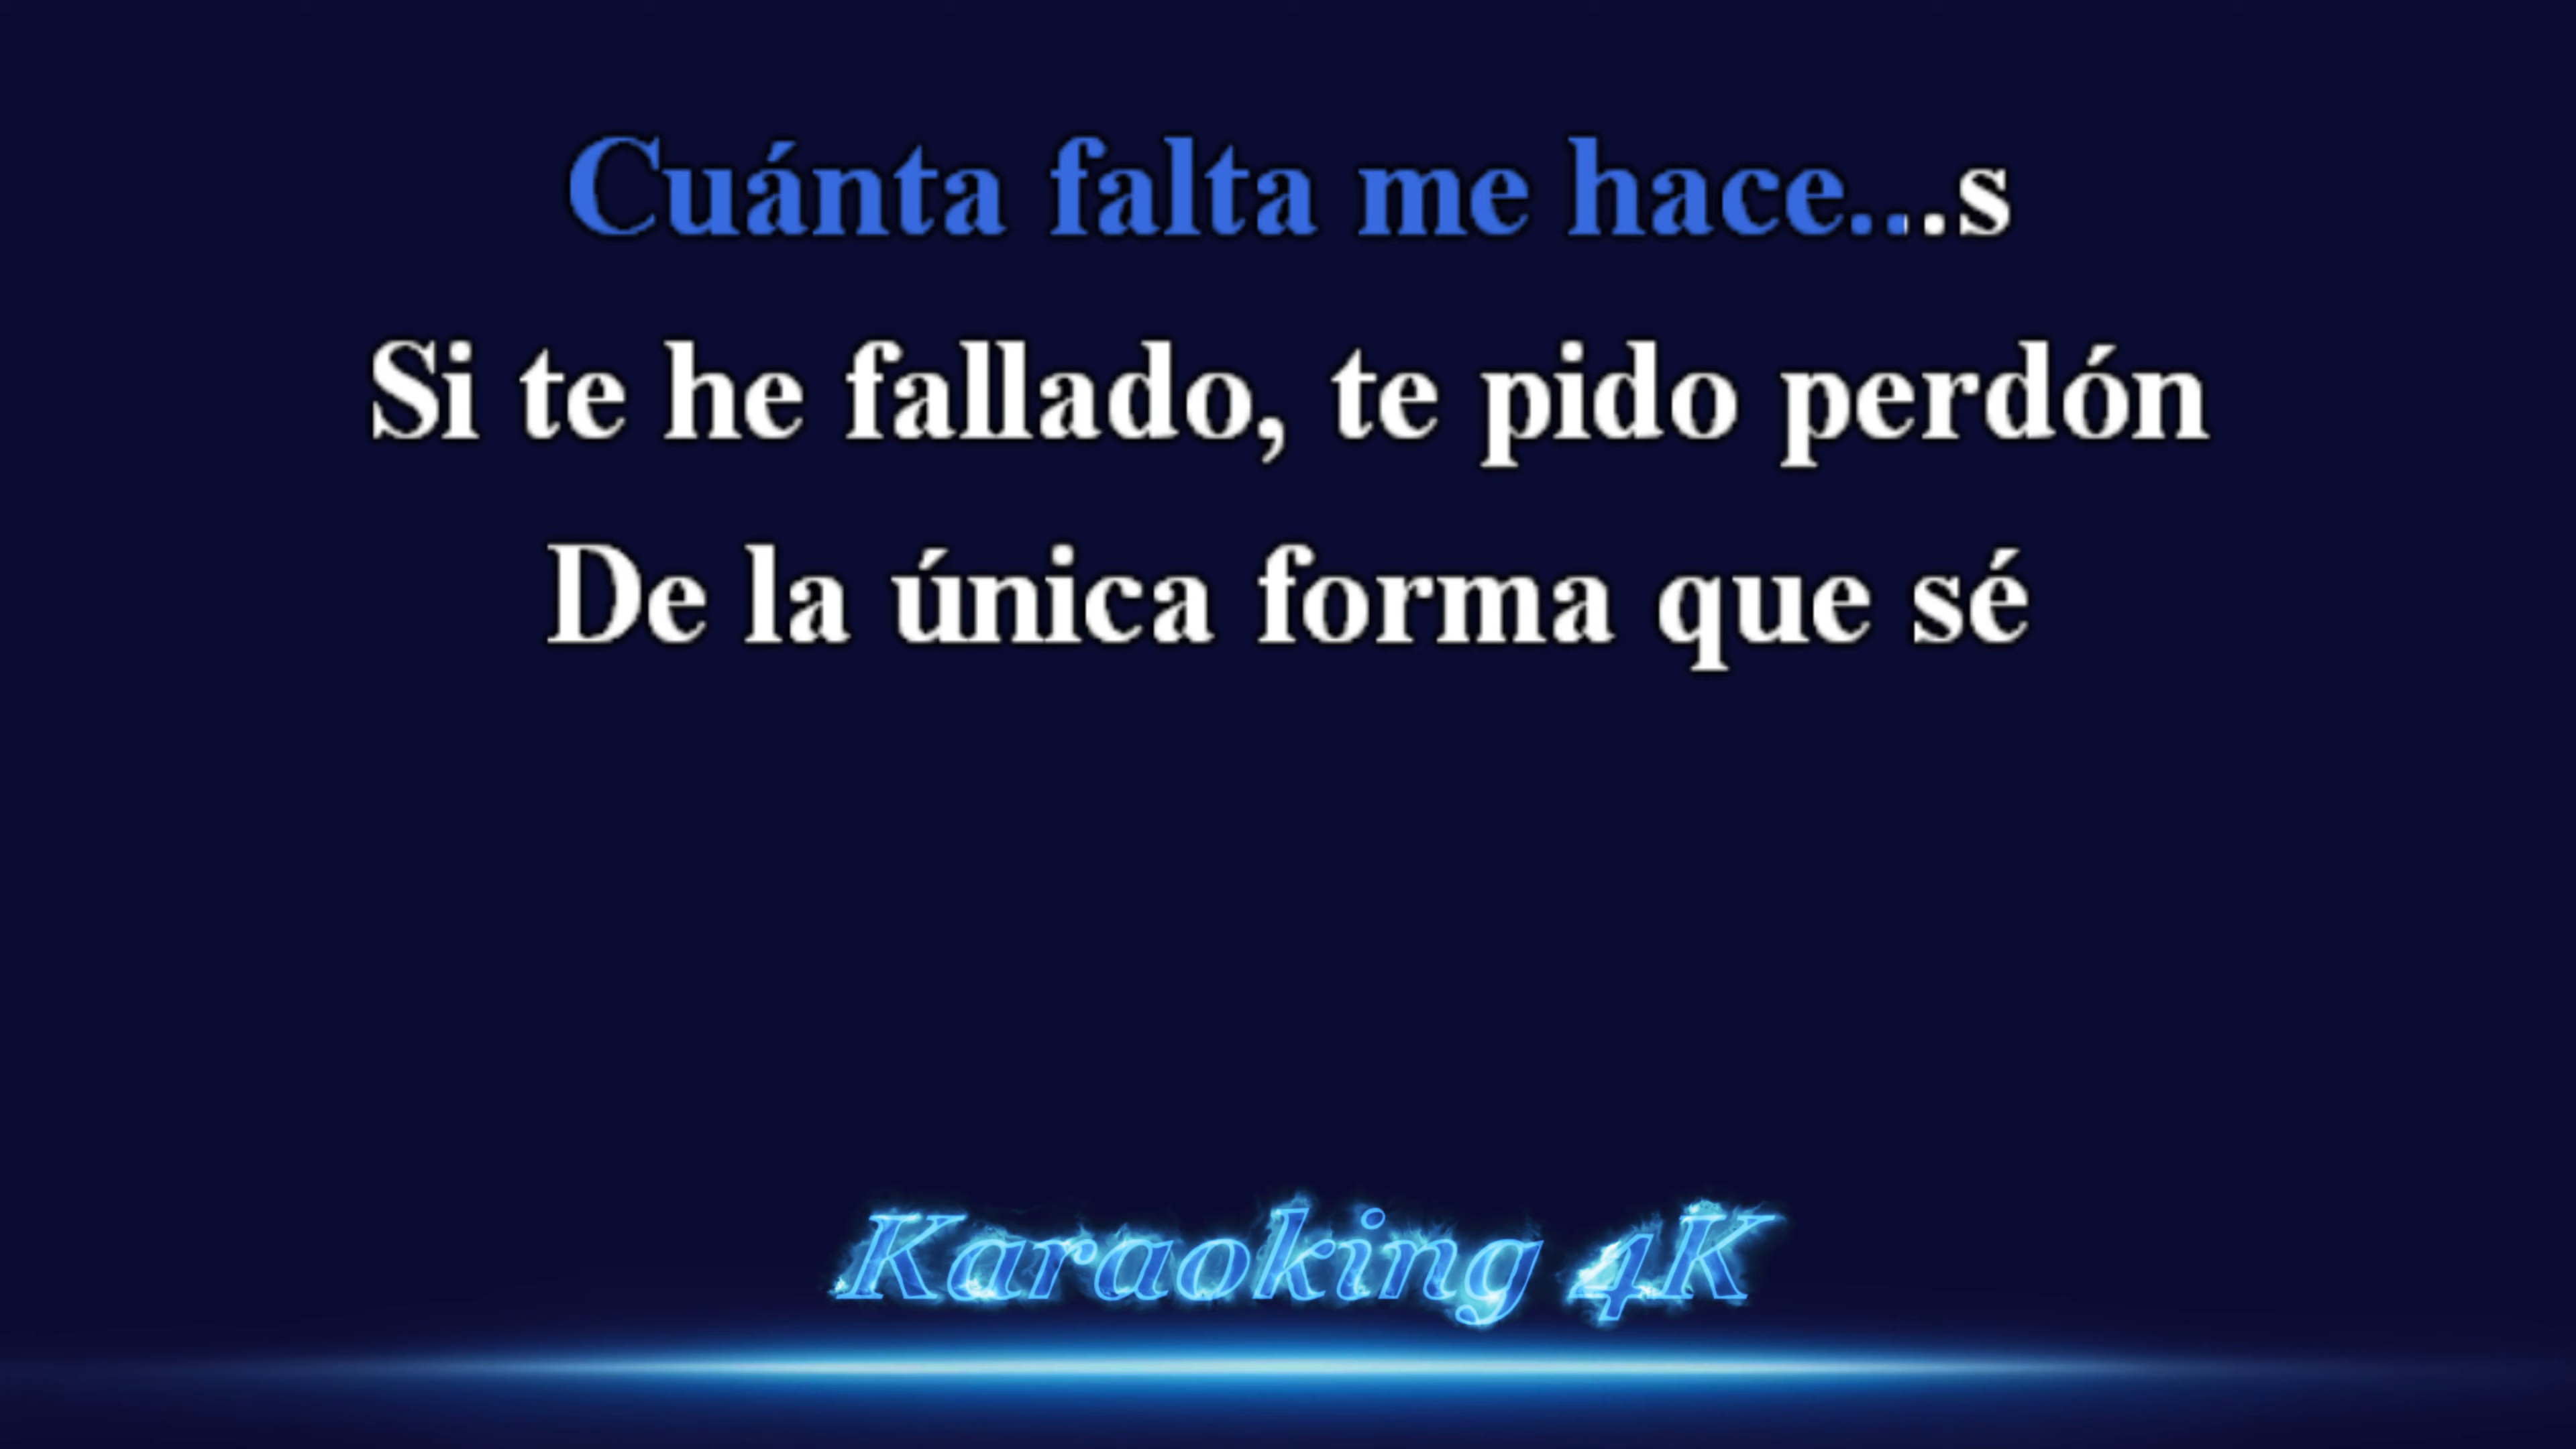 Cuánta falta me hace...s
Si te he fallado, te pido perdón
De la única forma que sé
Karaoking 4K